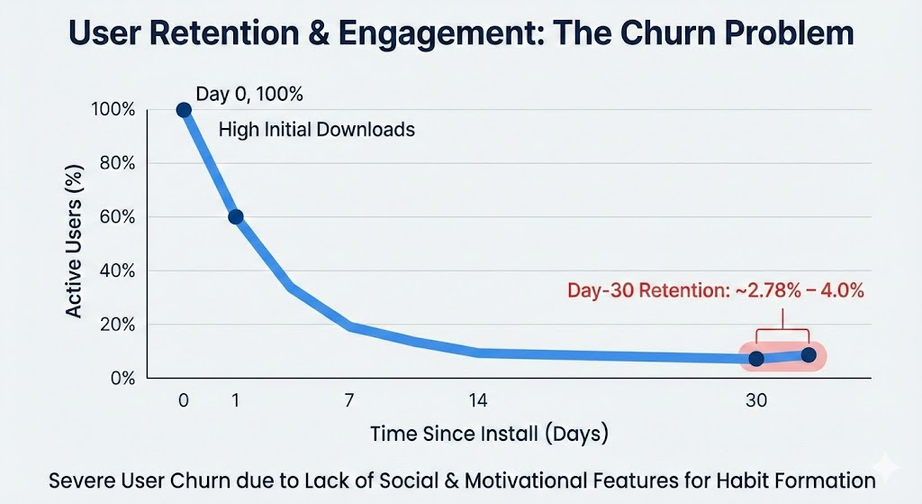 User Retention & Engagement: The Churn Problem
Day 0, 100%
High Initial Downloads
100%
80%
60%
40%
20%
0%
Active Users (%)
Day-30 Retention: ~2.78% – 4.0%
0 1 7 14 30
Time Since Install (Days)
Severe User Churn due to Lack of Social & Motivational Features for Habit Formation